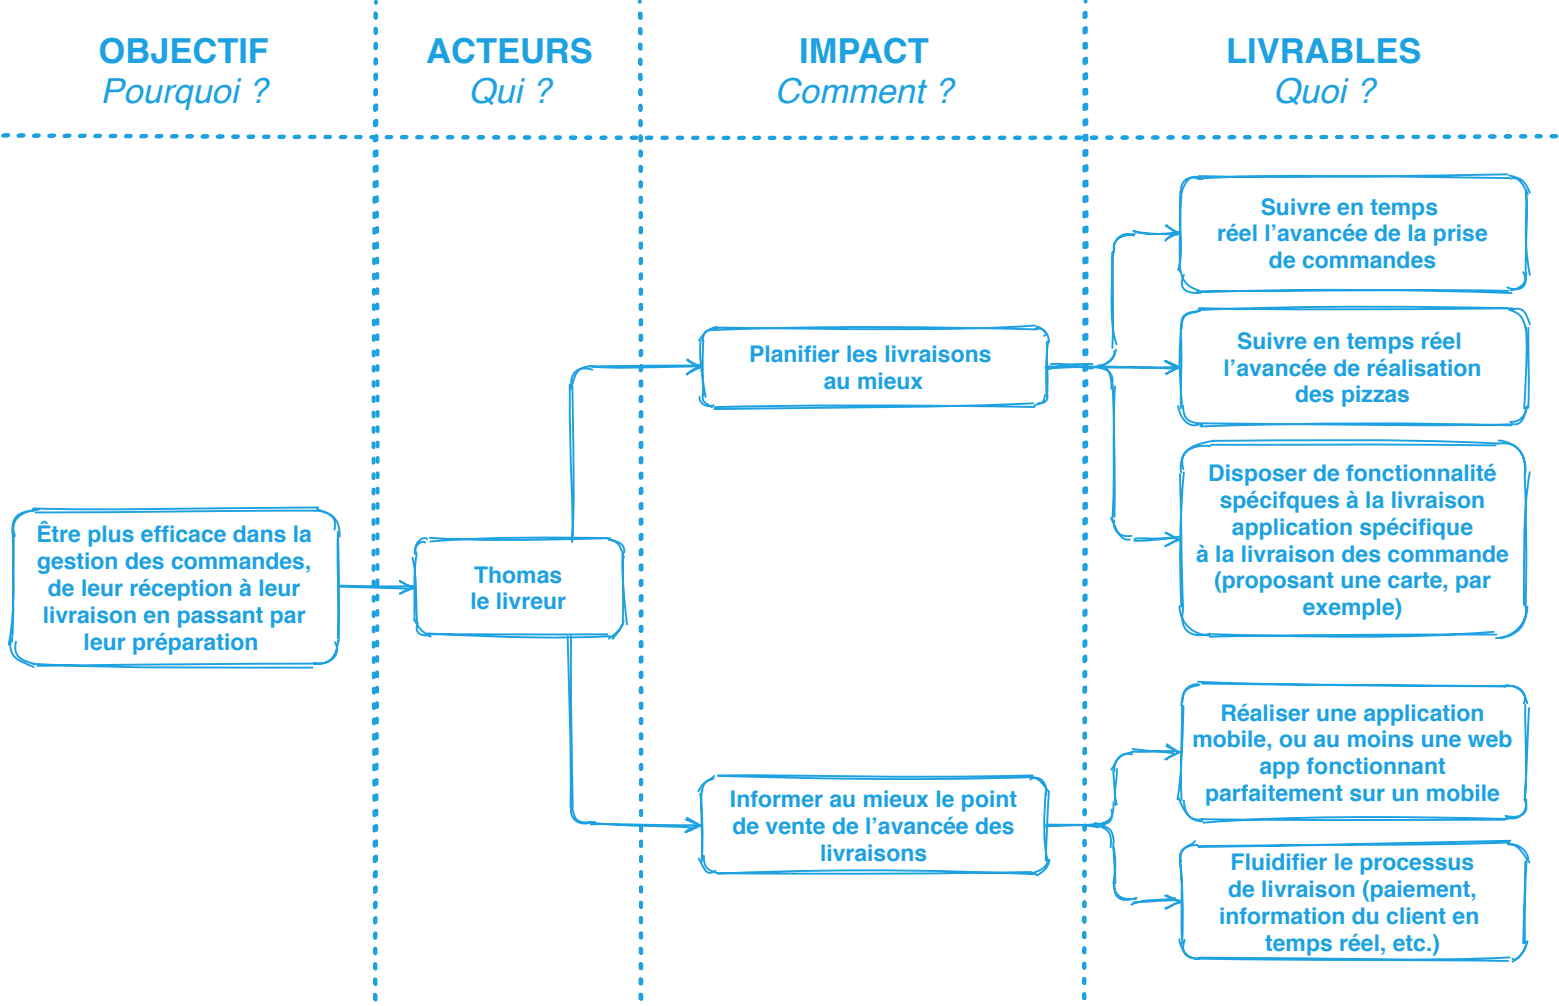 OBJECTIF
Pourquoi ?
ACTEURS
Qui ?
IMPACT
Comment ?
LIVRABLES
Quoi ?
Être plus efficace dans la
gestion des commandes,
de leur réception à leur
livraison en passant par
leur préparation
Thomas
le livreur
Planifier les livraisons
au mieux
Suivre en temps
réel l’avancée de la prise
de commandes
Suivre en temps réel
l’avancée de réalisation
des pizzas
Disposer de fonctionnalité
spécifques à la livraison
application spécifique
à la livraison des commande
(proposant une carte, par
exemple)
Informer au mieux le point
de vente de l’avancée des
livraisons
Réaliser une application
mobile, ou au moins une web
app fonctionnant
parfaitement sur un mobile
Fluidifier le processus
de livraison (paiement,
information du client en
temps réel, etc.)